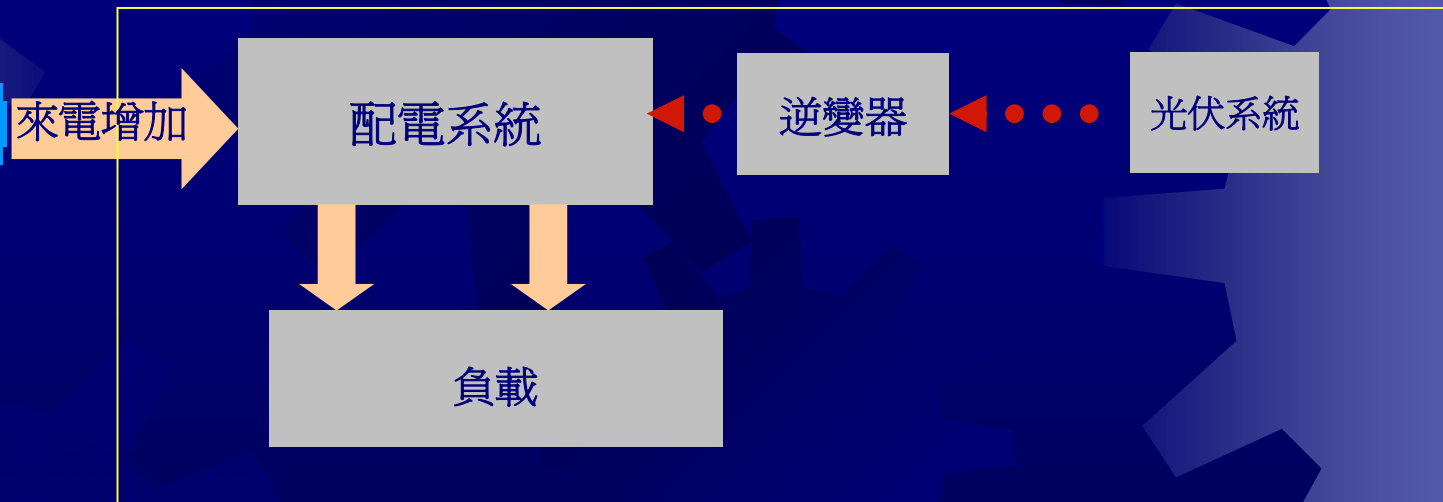 來電增加
配電系統
逆變器
光伏系統
負載